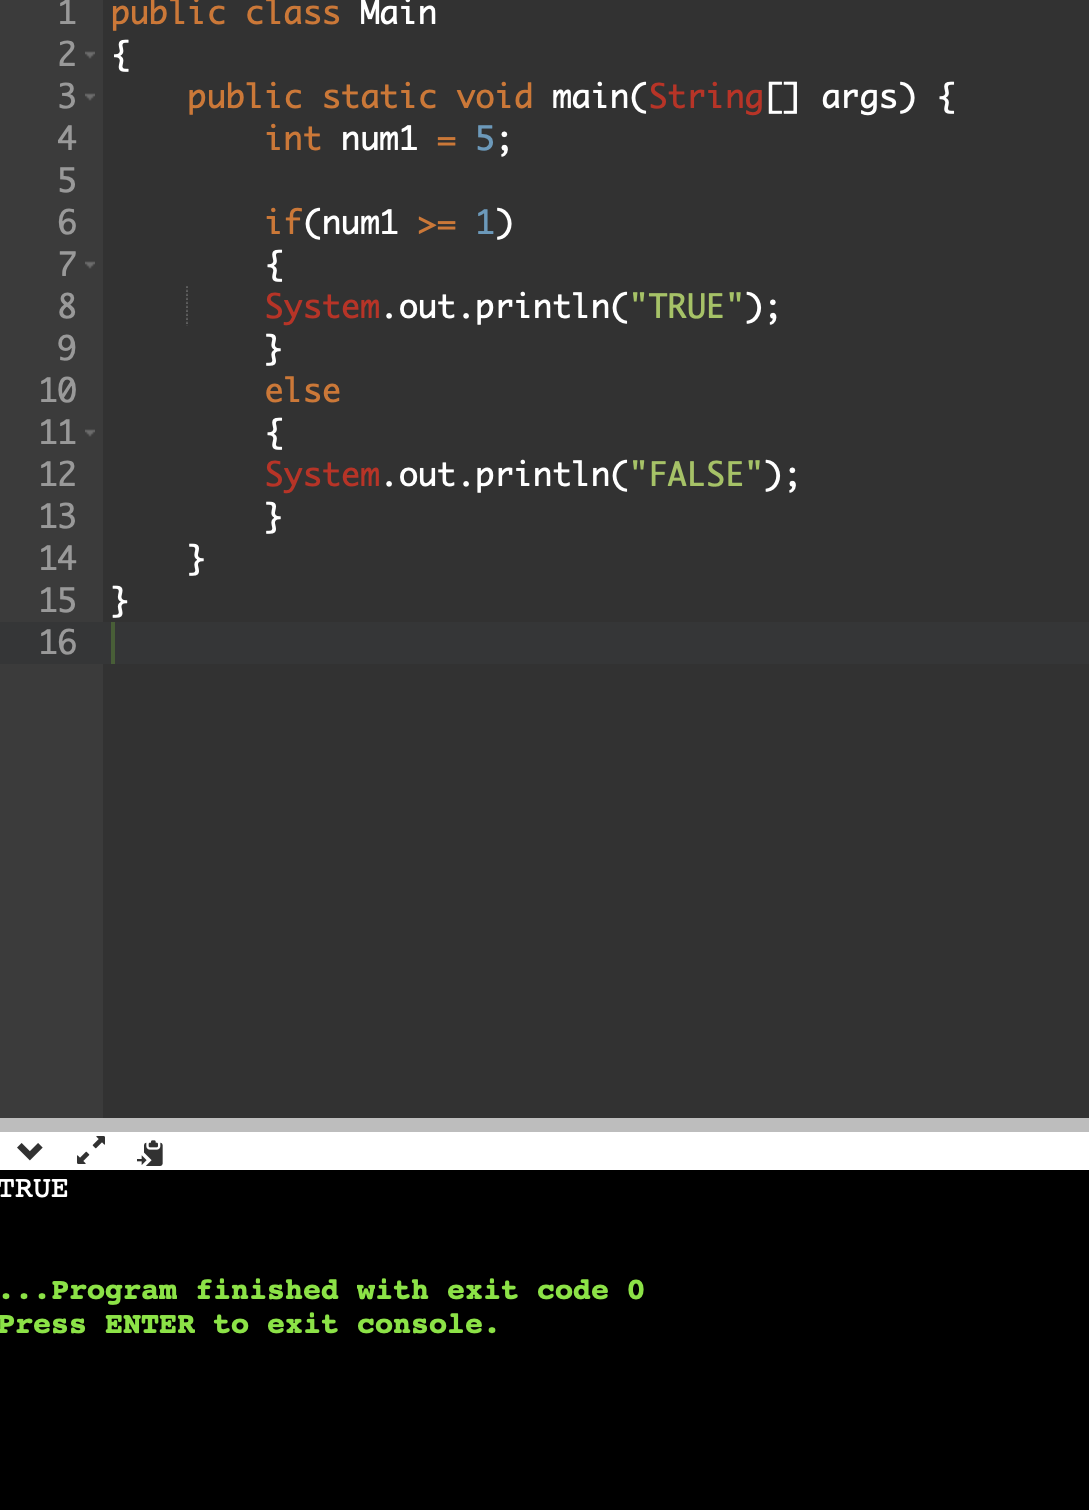 1 public class Main
2 {
3     public static void main(String[] args) {
4         int num1 = 5;
5
6         if(num1 >= 1)
7         {
8         System.out.println("TRUE");
9         }
10         else
11         {
12         System.out.println("FALSE");
13         }
14     }
15 }
16
TRUE
...Program finished with exit code 0
Press ENTER to exit console.